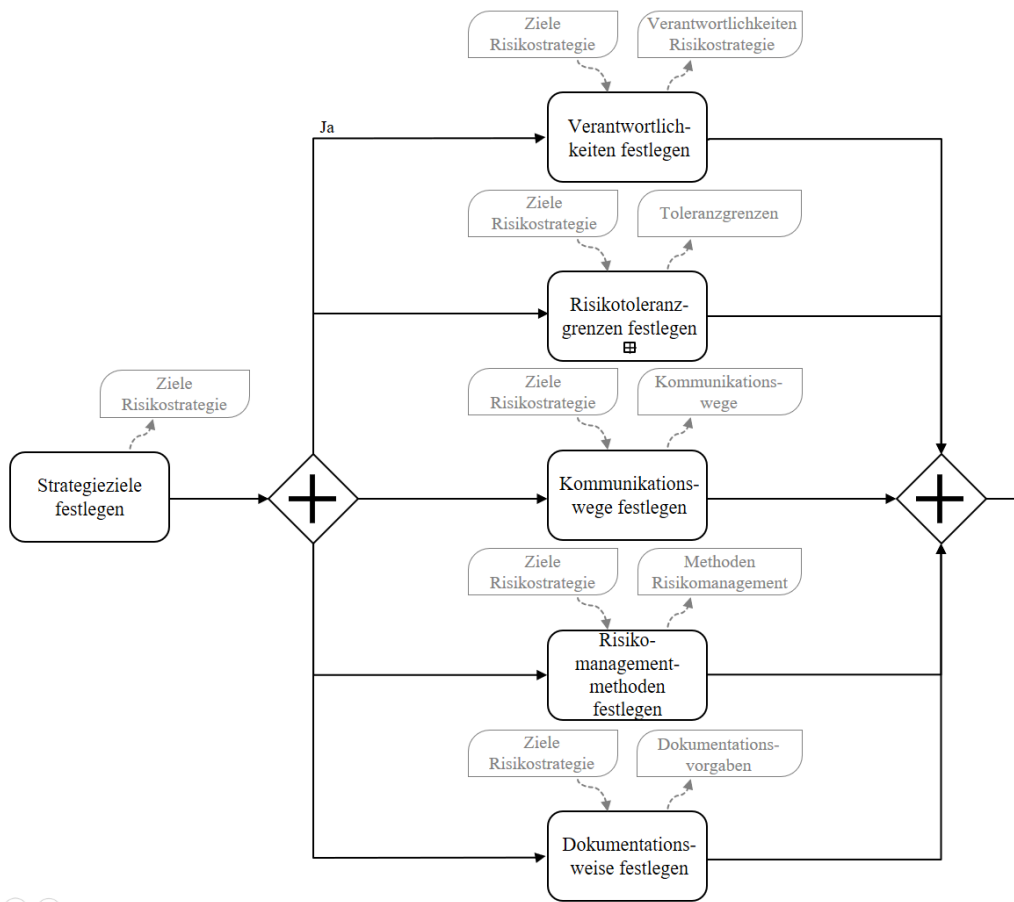 Ziele
Risikostrategie
Verantwortlichkeiten
Risikostrategie
Ja
Verantwortlich-
keiten festlegen
Ziele
Risikostrategie
Toleranzgrenzen
Risikotoleranz-
grenzen festlegen
Ziele
Risikostrategie
Ziele
Risikostrategie
Kommunikations-
wege
Strategieziele
festlegen
Kommunikations-
wege festlegen
Ziele
Risikostrategie
Methoden
Risikomanagement
Risiko-
management-
methoden
festlegen
Ziele
Risikostrategie
Dokumentations-
vorgaben
Dokumentations-
weise festlegen